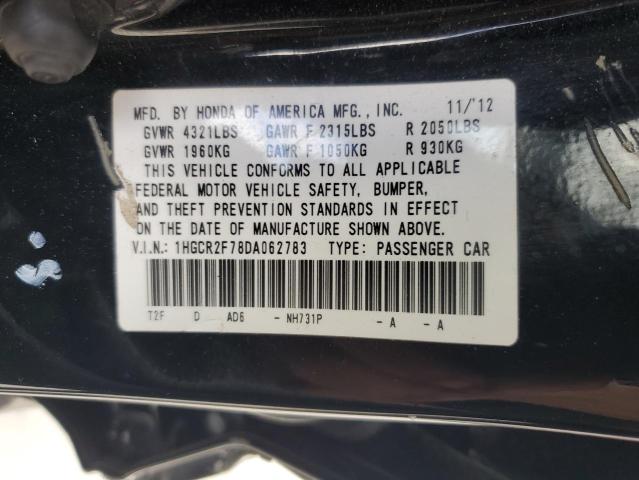 MFD. BY HONDA OF AMERICA MFG., INC. 11/'12
GVWR 4321LBS GAWR F 2315LBS R 2050LBS
GVWR 1960KG GAWR F 1050KG R 930KG
THIS VEHICLE CONFORMS TO ALL APPLICABLE
FEDERAL MOTOR VEHICLE SAFETY, BUMPER,
AND THEFT PREVENTION STANDARDS IN EFFECT
ON THE DATE OF MANUFACTURE SHOWN ABOVE.
V.I.N.: 1HGCR2F78DA062783 TYPE: PASSENGER CAR
T2F D AD6 - NH731P - A - A